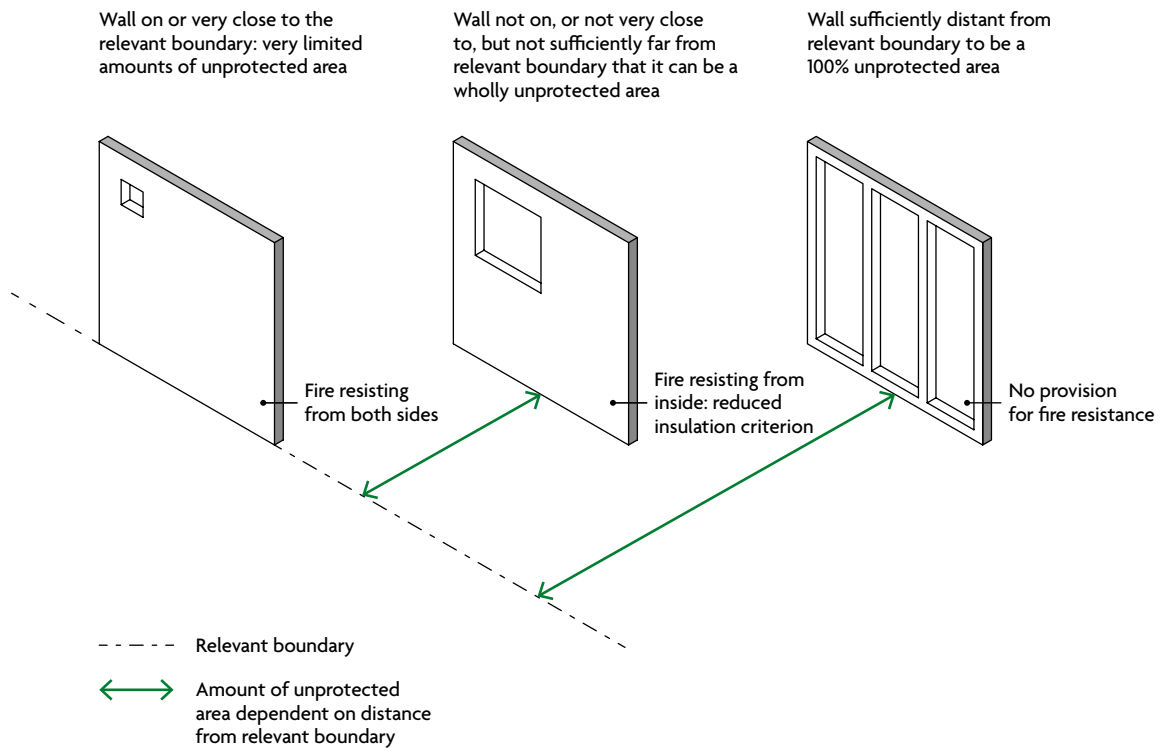 Wall on or very close to the
relevant boundary: very limited
amounts of unprotected area
Wall not on, or not very close
to, but not sufficiently far from
relevant boundary that it can be a
wholly unprotected area
Wall sufficiently distant from
relevant boundary to be a
100% unprotected area
Fire resisting
from both sides
Fire resisting from
inside: reduced
insulation criterion
No provision
for fire resistance
Relevant boundary
Amount of unprotected
area dependent on distance
from relevant boundary